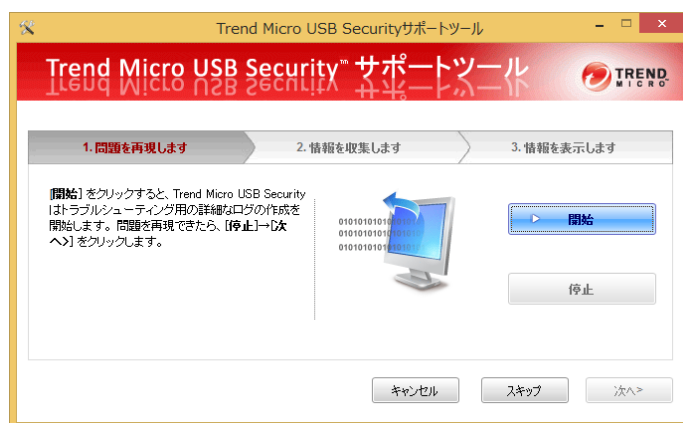 Trend Micro USB Securityサポートツール
Trend Micro USB Security™ サポートツール
TREND
MICRO
1. 問題を再現します
2. 情報を収集します
3. 情報を表示します
[開始] をクリックすると、Trend Micro USB Security
はトラブルシューティング用の詳細なログの作成を
開始します。問題を再現できたら、[停止]→[次
へ>] をクリックします。
010101010101010
010101010101010
010101010101010
開始
停止
キャンセル
スキップ
次へ>